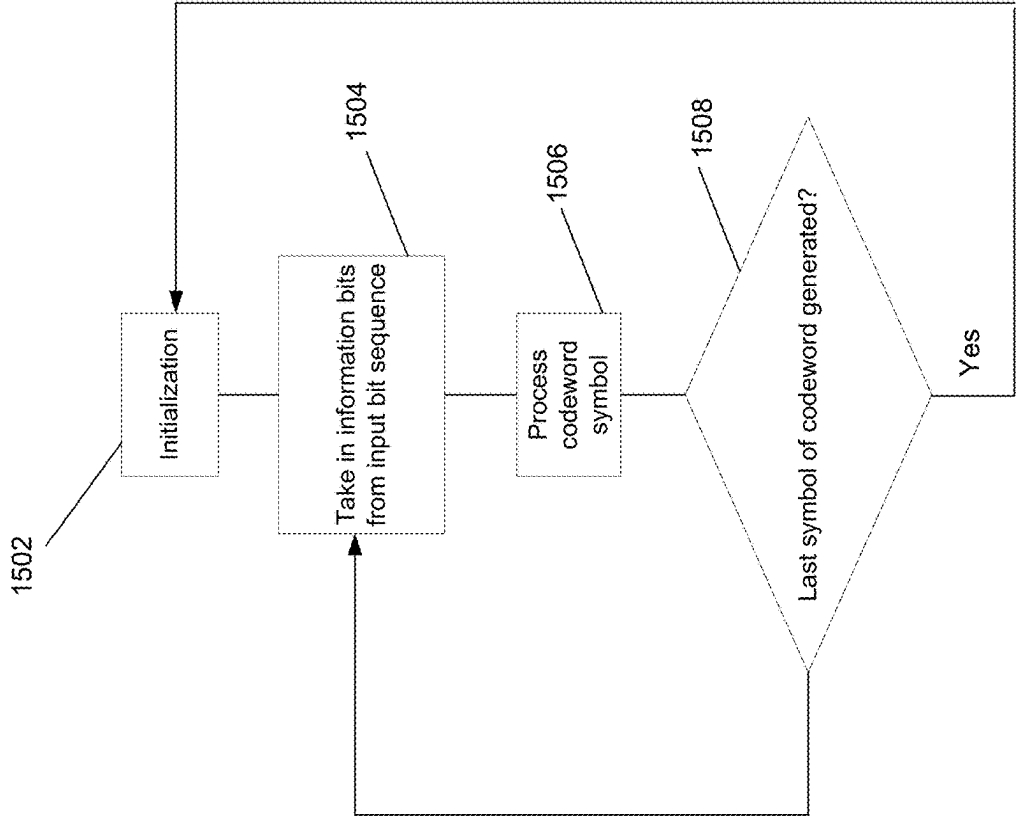 1502
Initialization
Take in information bits
from input bit sequence
1504
Process
codeword
symbol
1506
Last symbol of codeword generated?
1508
Yes